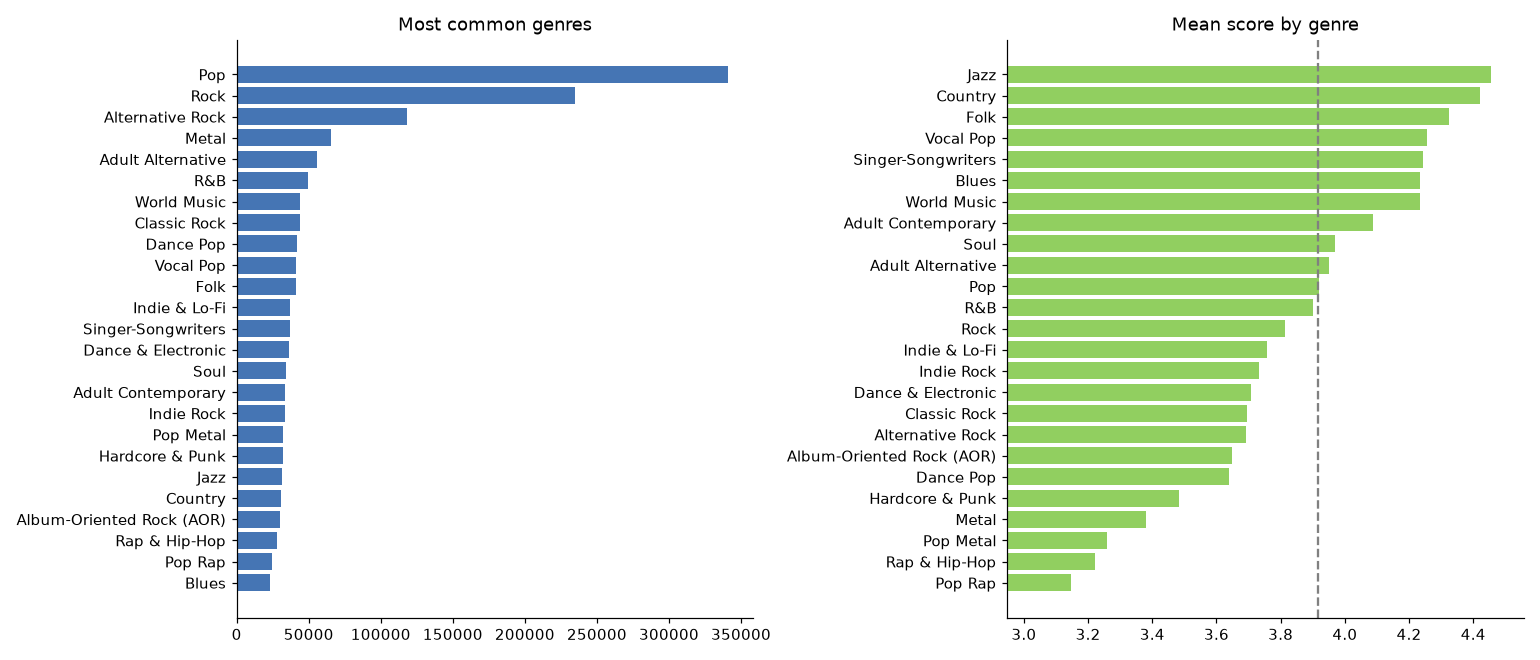 Most common genres
Pop
Rock
Alternative Rock
Metal
Adult Alternative
R&B
World Music
Classic Rock
Dance Pop
Vocal Pop
Folk
Indie & Lo-Fi
Singer-Songwriters
Dance & Electronic
Soul
Adult Contemporary
Indie Rock
Pop Metal
Hardcore & Punk
Jazz
Country
Album-Oriented Rock (AOR)
Rap & Hip-Hop
Pop Rap
Blues
0 50000 100000 150000 200000 250000 300000 350000
Mean score by genre
Jazz
Country
Folk
Vocal Pop
Singer-Songwriters
Blues
World Music
Adult Contemporary
Soul
Adult Alternative
Pop
R&B
Rock
Indie & Lo-Fi
Indie Rock
Dance & Electronic
Classic Rock
Alternative Rock
Album-Oriented Rock (AOR)
Dance Pop
Hardcore & Punk
Metal
Pop Metal
Rap & Hip-Hop
Pop Rap
3.0 3.2 3.4 3.6 3.8 4.0 4.2 4.4